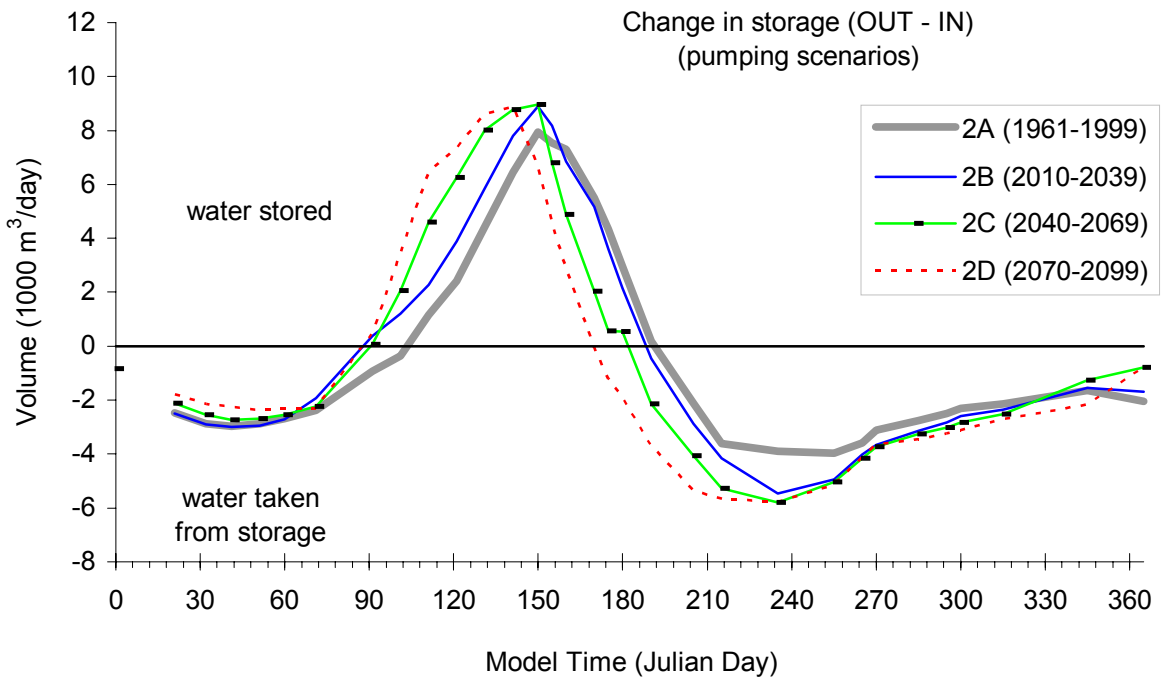 Change in storage (OUT - IN)
(pumping scenarios)
12
10
8
6
4
2
0
-2
-4
-6
-8
Volume (1000 m³/day)
water stored
water taken
from storage
2A (1961-1999)
2B (2010-2039)
2C (2040-2069)
2D (2070-2099)
0 30 60 90 120 150 180 210 240 270 300 330 360
Model Time (Julian Day)